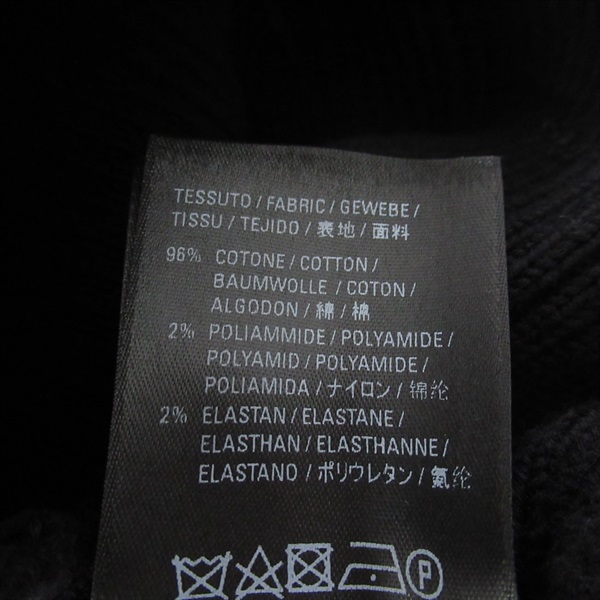 TESSUTO / FABRIC / GEWEBE /
TISSU / TEJIDO / 表地 / 面料
96% COTONE / COTTON /
BAUMWOLLE / COTON /
ALGODON / 綿 / 棉
2% POLIAMMIDE / POLYAMIDE /
POLYAMID / POLYAMIDE /
POLIAMIDA / ナイロン / 锦纶
2% ELASTAN / ELASTANE /
ELASTHAN / ELASTHANNE /
ELASTANO / ポリウレタン / 氨纶
P